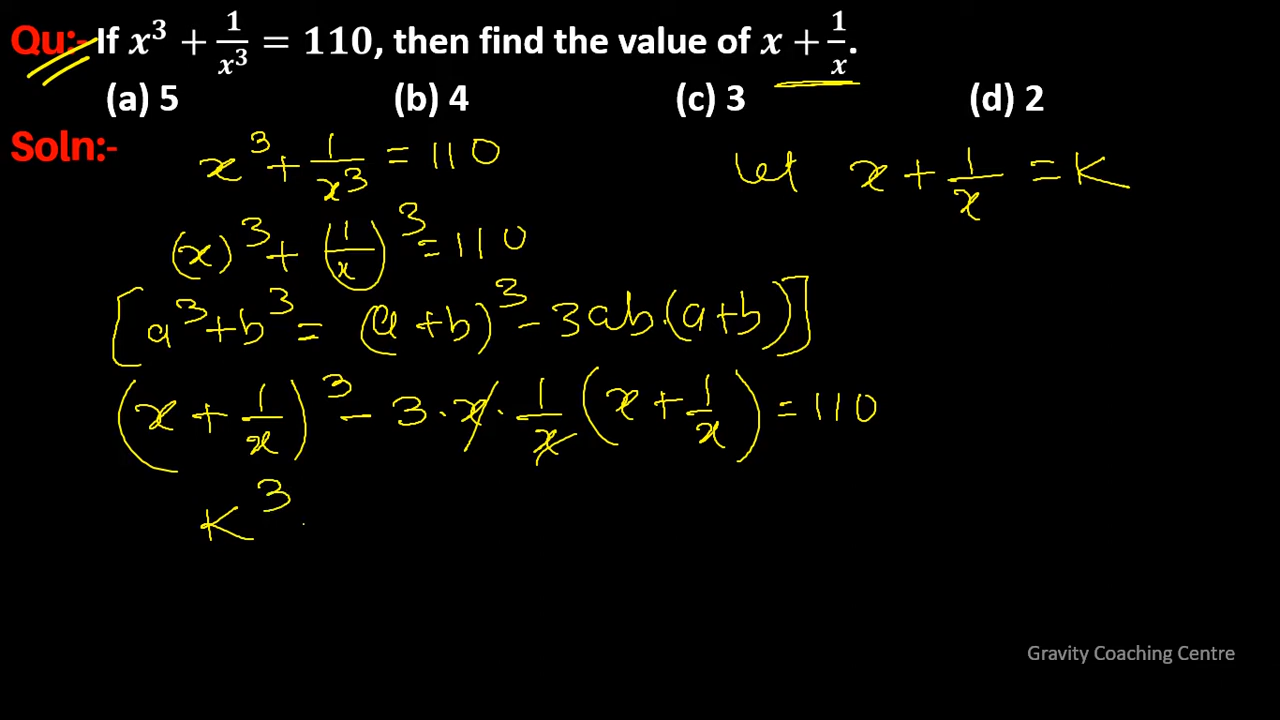 Qu:- If x³ + 1/x³ = 110, then find the value of x + 1/x.
(a) 5 (b) 4 (c) 3 (d) 2
Soln:-
x³ + 1/x³ = 110 Let x + 1/x = K
(x)³ + (1/x)³ = 110
[a³ + b³ = (a + b)³ - 3ab·(a + b)]
(x + 1/x)³ - 3 · x · 1/x (x + 1/x) = 110
K³
Gravity Coaching Centre